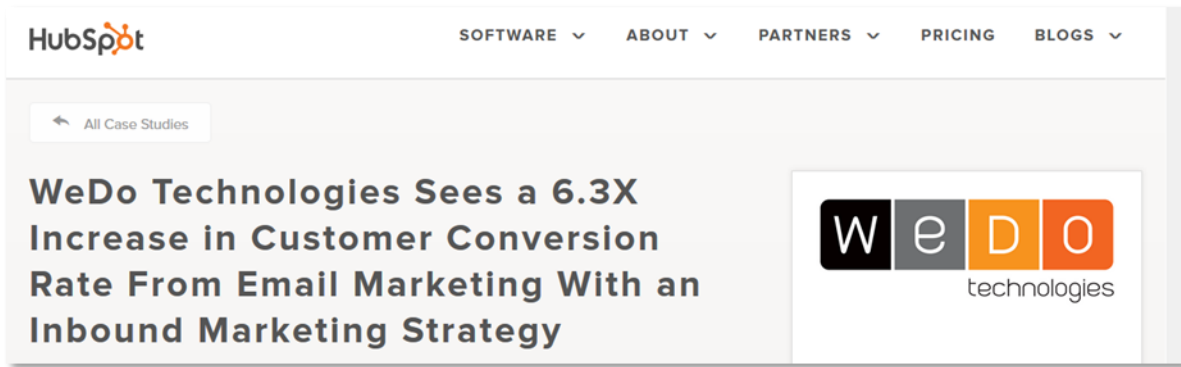 HubSpot
SOFTWARE ABOUT PARTNERS PRICING BLOGS
All Case Studies
WeDo Technologies Sees a 6.3X
Increase in Customer Conversion
Rate From Email Marketing With an
Inbound Marketing Strategy
WeDO
technologies